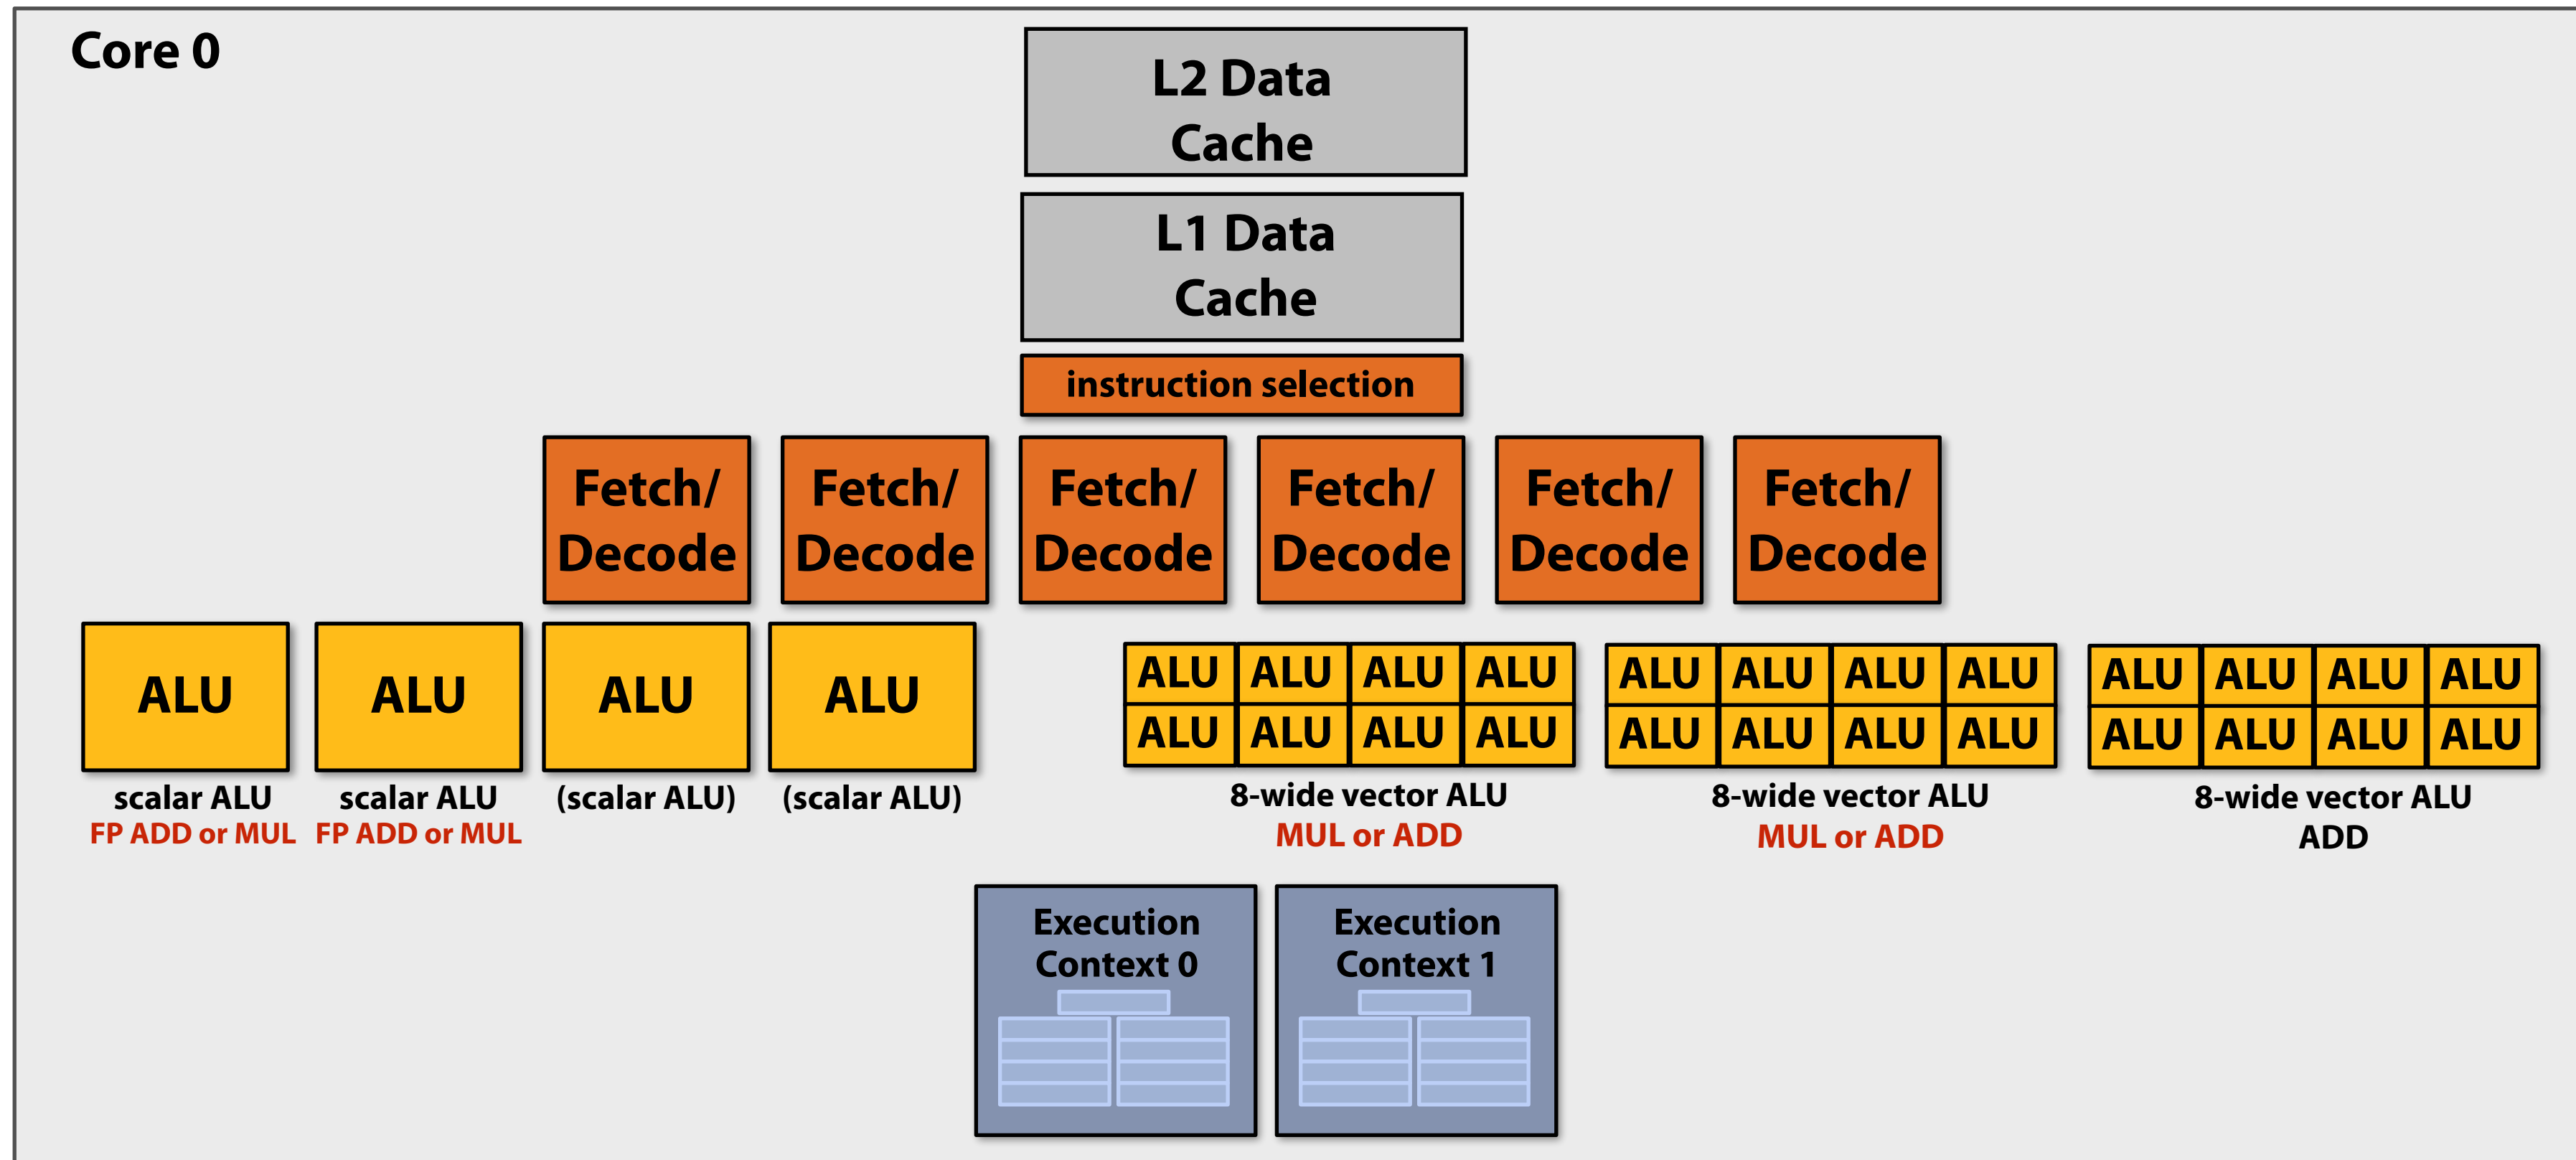 Core 0
L2 Data
Cache
L1 Data
Cache
instruction selection
Fetch/ Fetch/ Fetch/ Fetch/ Fetch/ Fetch/
Decode Decode Decode Decode Decode Decode
ALU ALU ALU ALU
scalar ALU scalar ALU (scalar ALU) (scalar ALU)
FP ADD or MUL FP ADD or MUL
ALU ALU ALU ALU
ALU ALU ALU ALU
8-wide vector ALU
MUL or ADD
ALU ALU ALU ALU
ALU ALU ALU ALU
8-wide vector ALU
MUL or ADD
ALU ALU ALU ALU
ALU ALU ALU ALU
8-wide vector ALU
ADD
Execution
Context 0
Execution
Context 1